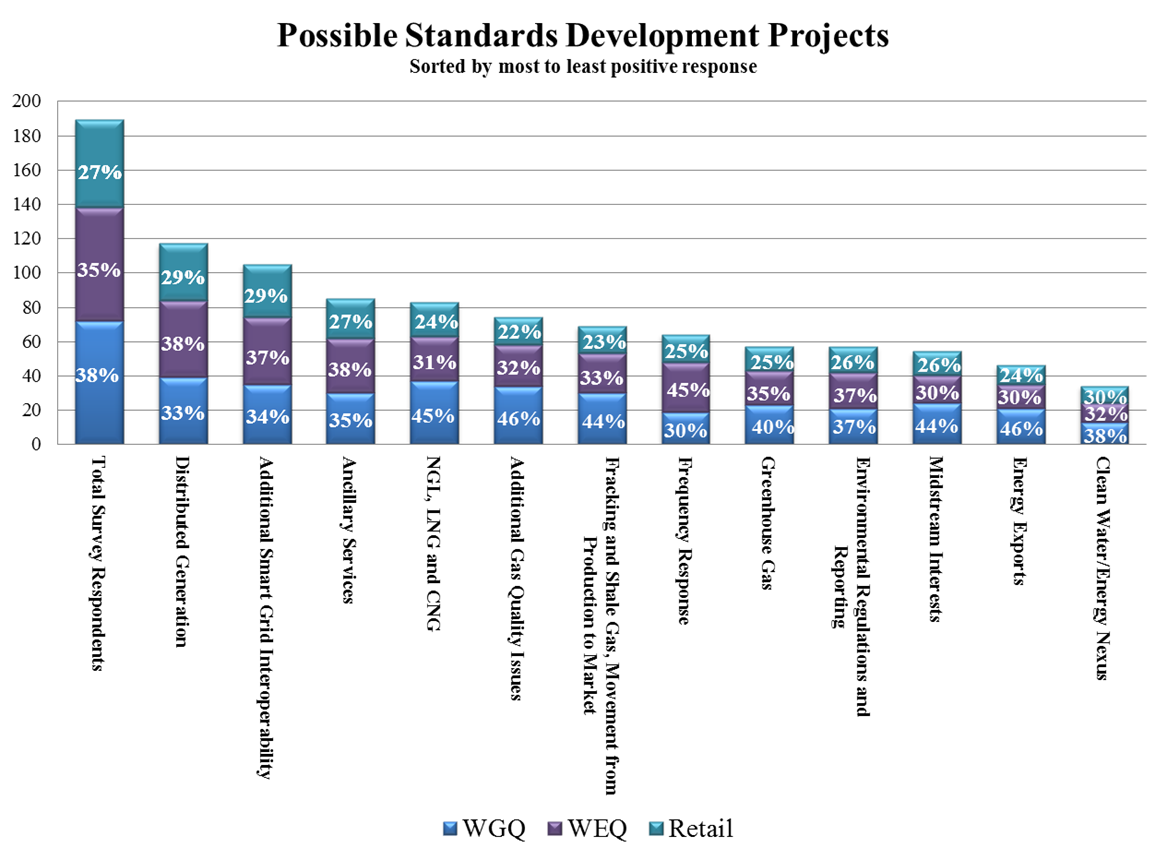 Possible Standards Development Projects
Sorted by most to least positive response
200
180
160
140
120
100
80
60
40
20
0
27%
35%
38%
29%
38%
33%
29%
37%
34%
27%
38%
35%
24%
31%
45%
22%
32%
46%
23%
33%
44%
25%
45%
30%
25%
35%
40%
26%
37%
37%
26%
30%
44%
24%
30%
46%
30%
32%
38%
Total Survey Respondents
Distributed Generation
Additional Smart Grid Interoperability
Ancillary Services
NGL, LNG and CNG
Additional Gas Quality Issues
Fracking and Shale Gas, Movement from
Production to Market
Frequency Response
Greenhouse Gas
Environmental Regulations and
Reporting
Midstream Interests
Energy Exports
Clean Water/Energy Nexus
WGQ
WEQ
Retail